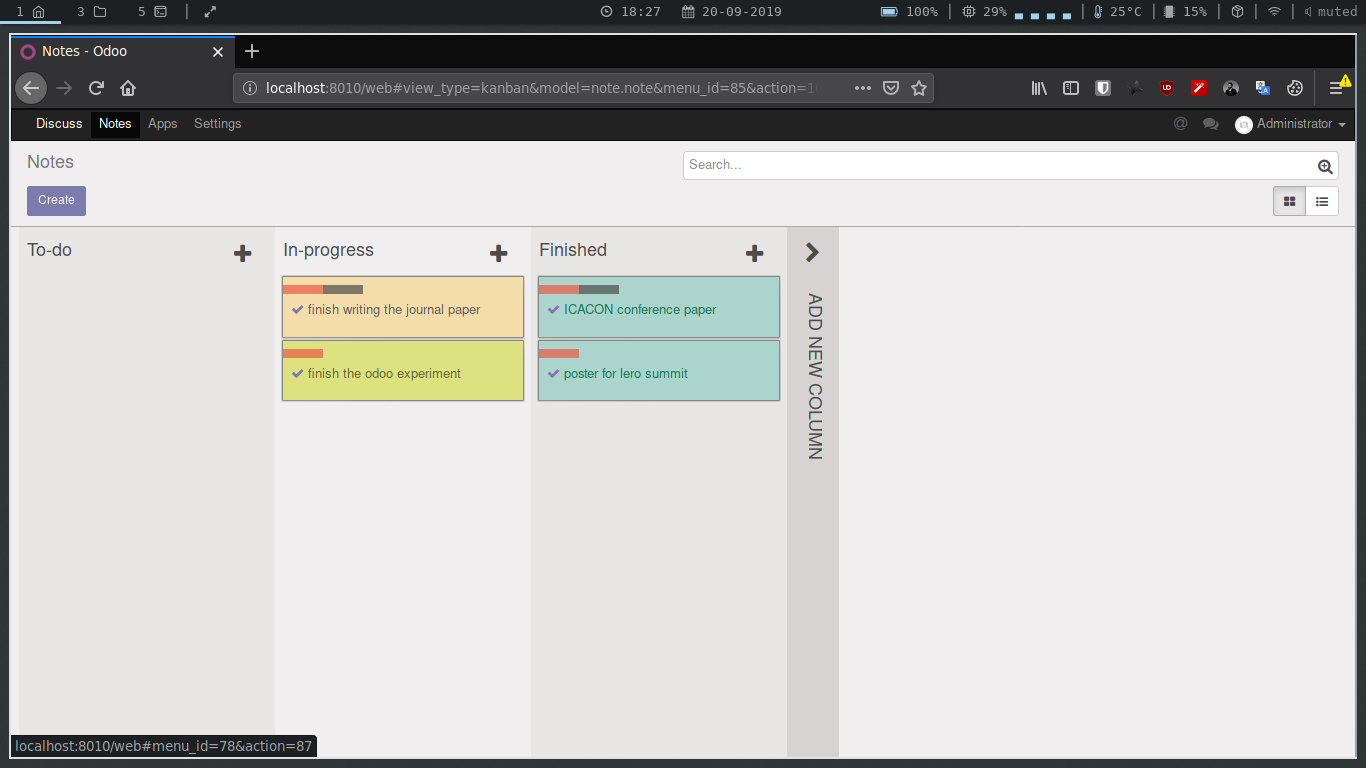 1 3 5 18:27 20-09-2019 100% 29% 25°C 15% muted
Notes - Odoo
localhost:8010/web#view_type=kanban&model=note.note&menu_id=85&action=1
Discuss Notes Apps Settings @ Administrator
Notes
Search...
Create
To-do
In-progress
finish writing the journal paper
finish the odoo experiment
Finished
ICACON conference paper
poster for lero summit
ADD NEW COLUMN
localhost:8010/web#menu_id=78&action=87